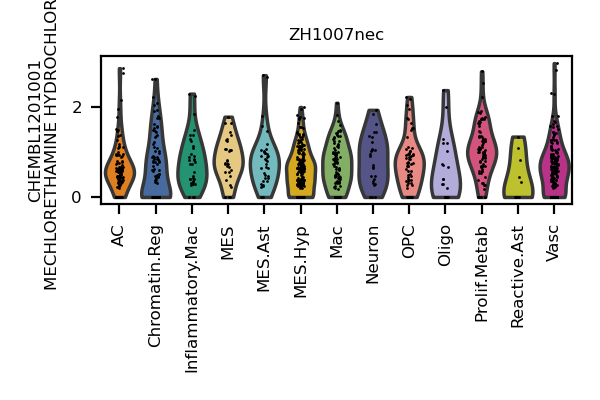 ZH1007nec
CHEMBL1201001
MECHLORETHAMINE HYDROCHLOR
2
0
AC
Chromatin.Reg
Inflammatory.Mac
MES
MES.Ast
MES.Hyp
Mac
Neuron
OPC
Oligo
Prolif.Metab
Reactive.Ast
Vasc